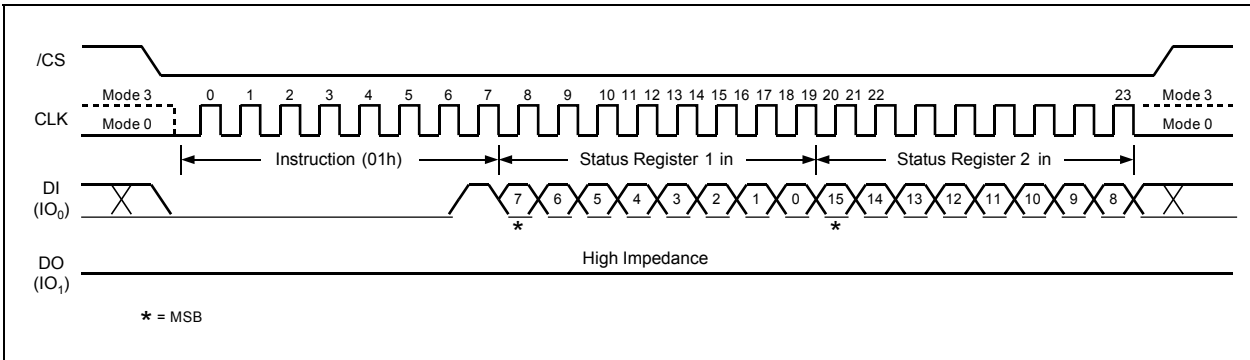 /CS
Mode 3 0 1 2 3 4 5 6 7 8 9 10 11 12 13 14 15 16 17 18 19 20 21 22 23 Mode 3
CLK
Mode 0 Mode 0
Instruction (01h) Status Register 1 in Status Register 2 in
DI
(IO₀)
7 6 5 4 3 2 1 0 15 14 13 12 11 10 9 8
* *
DO
(IO₁)
High Impedance
* = MSB